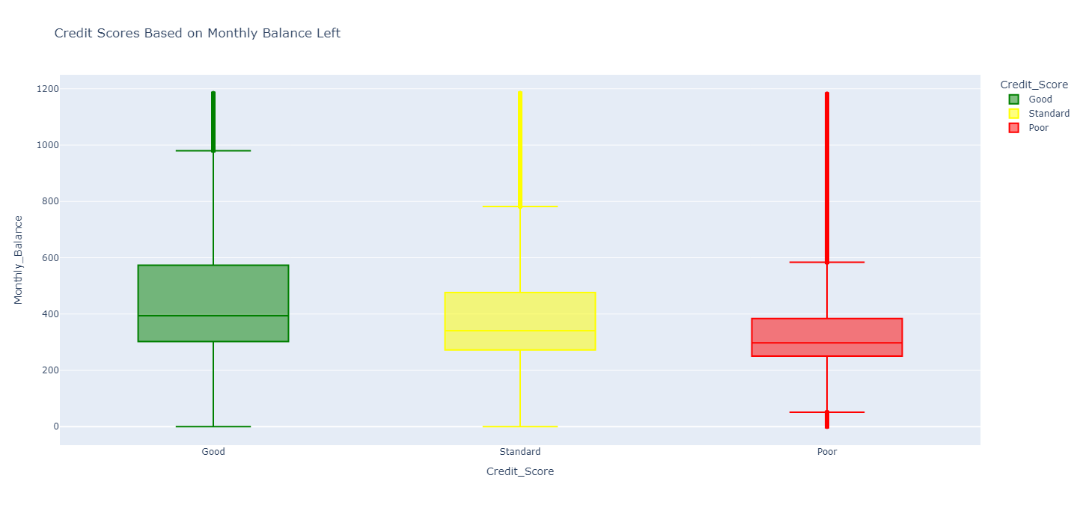 Credit Scores Based on Monthly Balance Left
Credit_Score
Good
Standard
Poor
Monthly_Balance
1200
1000
800
600
400
200
0
Good
Standard
Poor
Credit_Score